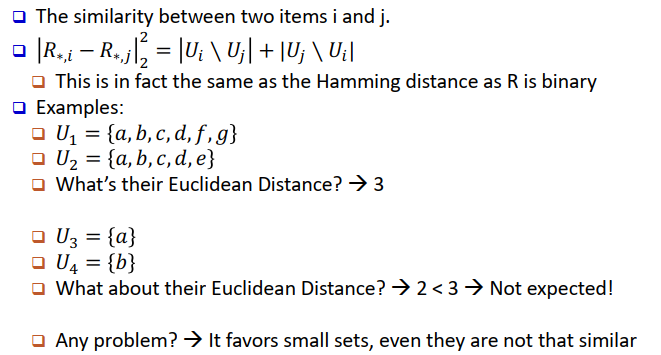 The similarity between two items i and j.
|R_{*,i} − R_{*,j}|_2^2 = |U_i \ U_j| + |U_j \ U_i|
This is in fact the same as the Hamming distance as R is binary
Examples:
U_1 = {a, b, c, d, f, g}
U_2 = {a, b, c, d, e}
What's their Euclidean Distance? → 3
U_3 = {a}
U_4 = {b}
What about their Euclidean Distance? → 2 < 3 → Not expected!
Any problem? → It favors small sets, even they are not that similar